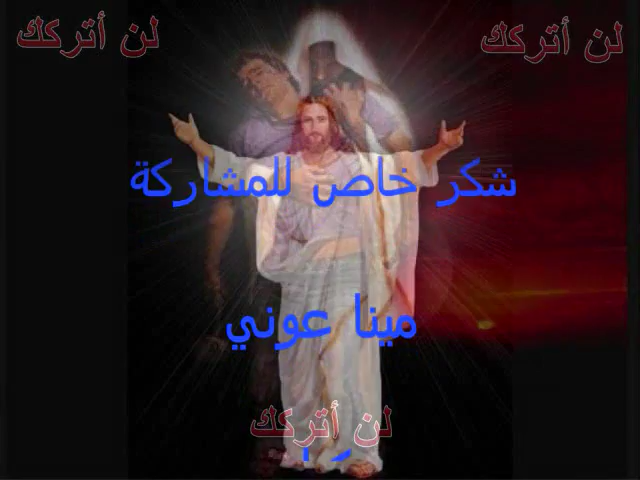 لن أتركك
لن أتركك
شكر خاص للمشاركة
مينا عوني
لن أتركك